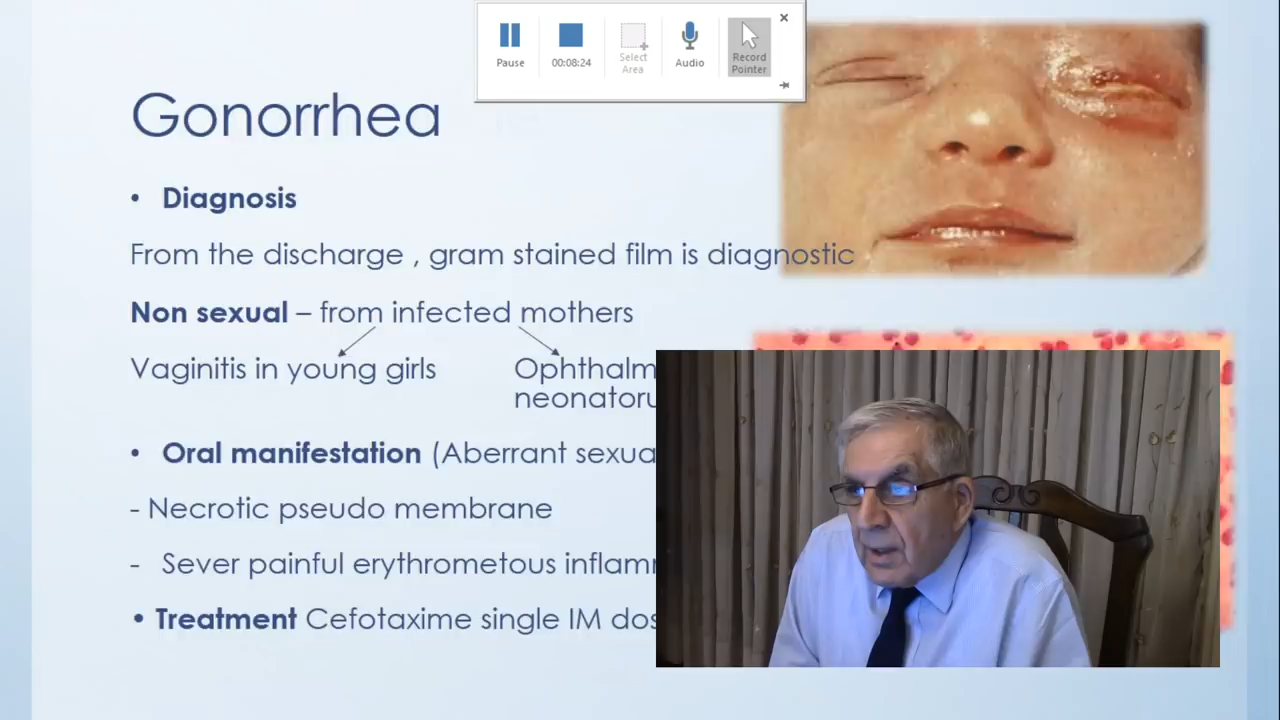 Pause
00:08:24
Select
Area
Audio
Record
Pointer
Gonorrhea
• Diagnosis
From the discharge , gram stained film is diagnostic
Non sexual – from infected mothers
Vaginitis in young girls
Ophthalm
neonatoru
• Oral manifestation (Aberrant sexua
- Necrotic pseudo membrane
- Sever painful erythrometous inflamm
• Treatment Cefotaxime single IM dos